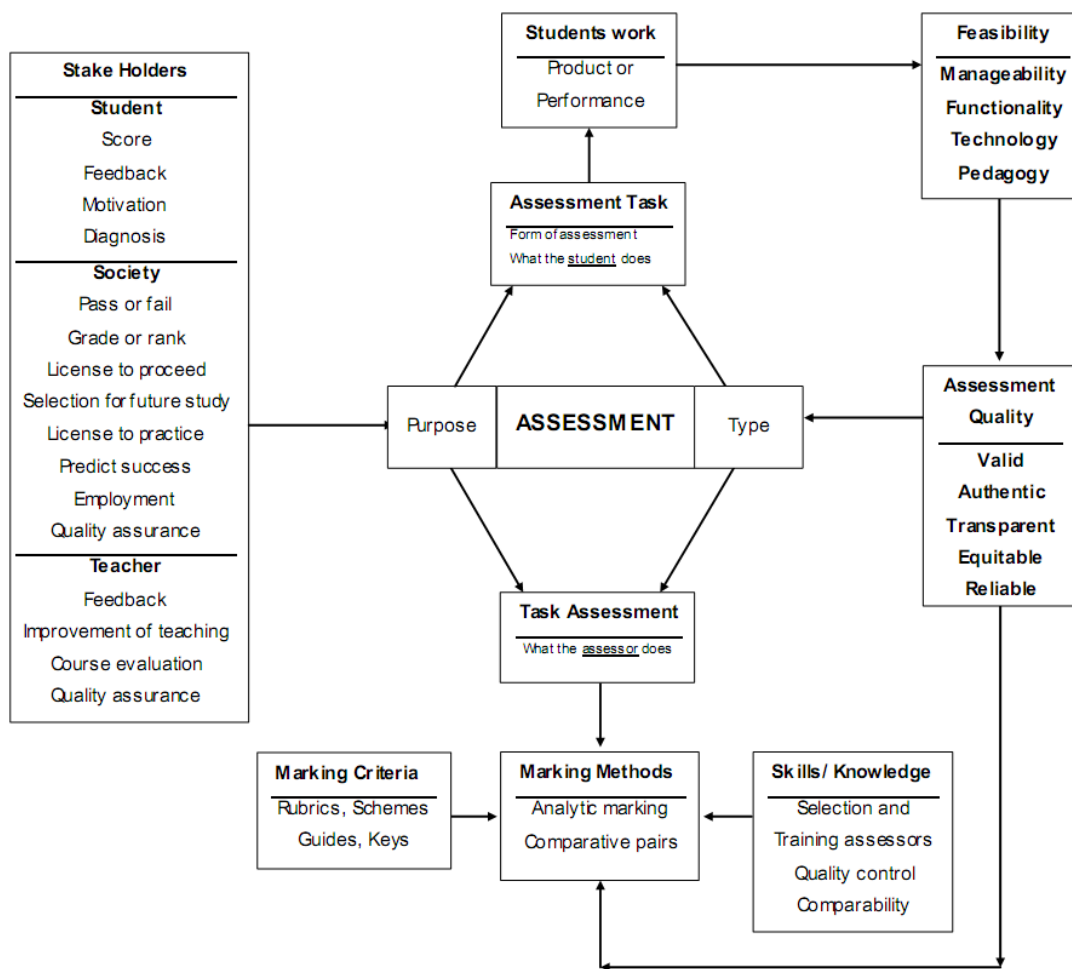 Stake Holders
Student
Score
Feedback
Motivation
Diagnosis
Society
Pass or fail
Grade or rank
License to proceed
Selection for future study
License to practice
Predict success
Employment
Quality assurance
Teacher
Feedback
Improvement of teaching
Course evaluation
Quality assurance
Students work
Product or
Performance
Feasibility
Manageability
Functionality
Technology
Pedagogy
Assessment Task
Form of assessment
What the student does
Purpose
ASSESSMENT
Type
Assessment
Quality
Valid
Authentic
Transparent
Equitable
Reliable
Task Assessment
What the assessor does
Marking Criteria
Rubrics, Schemes
Guides, Keys
Marking Methods
Analytic marking
Comparative pairs
Skills/ Knowledge
Selection and
Training assessors
Quality control
Comparability